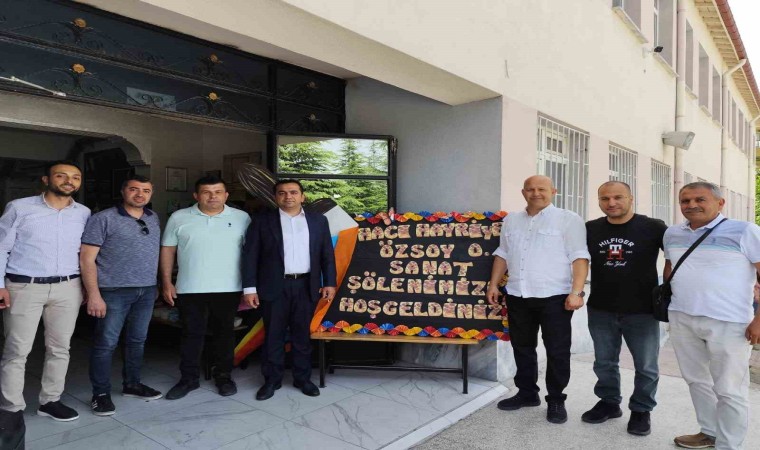 HACE HAYRİYE
ÖZSOY O.
SANAT
ŞÖLENİMİZE
HOŞGELDİNİZ
HILFIGER